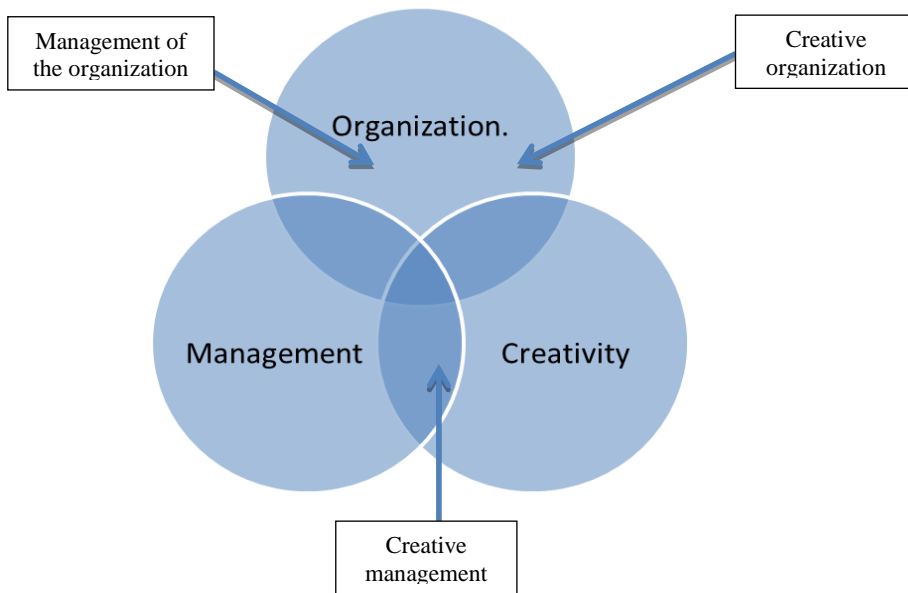 Management of
the organization
Creative
organization
Organization.
Management
Creativity
Creative
management